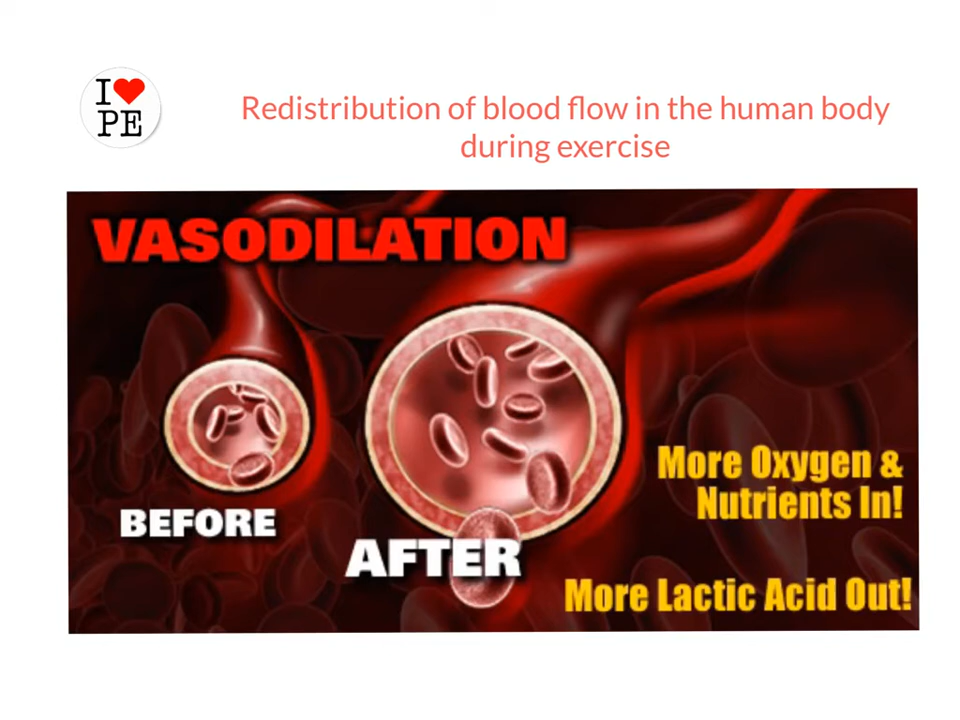 I ❤ PE
Redistribution of blood flow in the human body
during exercise
VASODILATION
BEFORE
AFTER
More Oxygen &
Nutrients In!
More Lactic Acid Out!